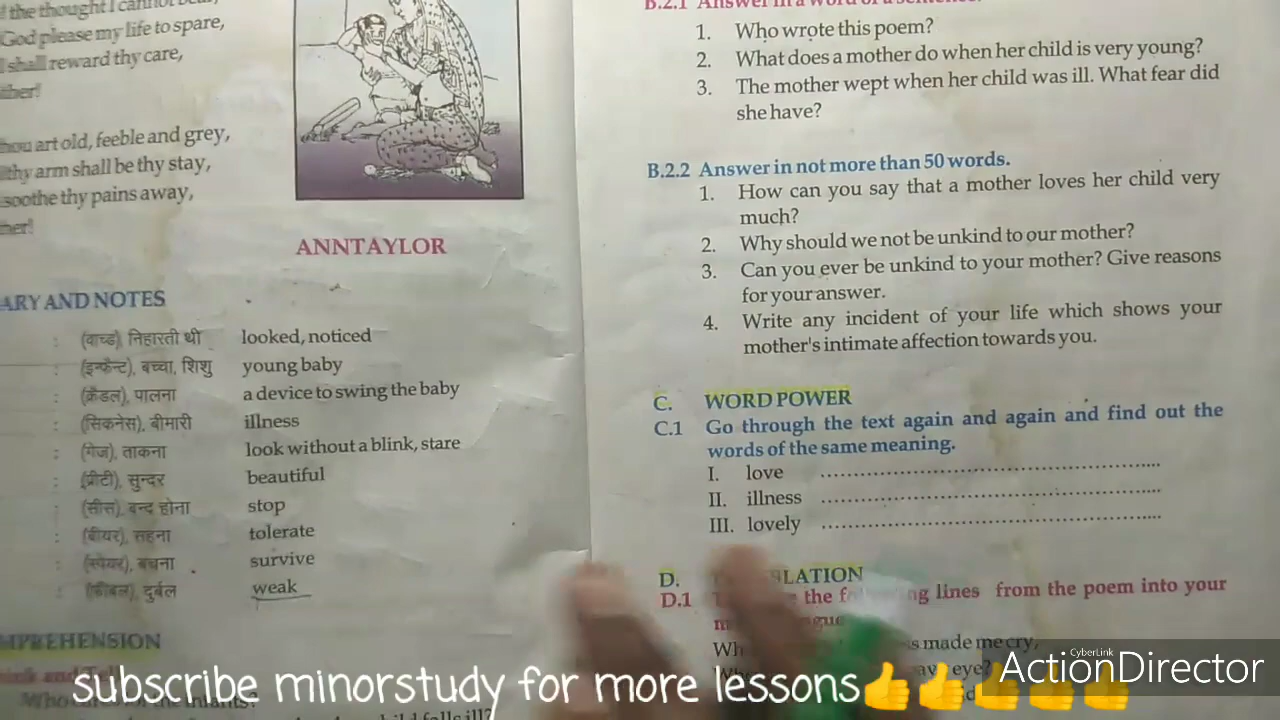 the thought I cannot bear,
God please my life to spare,
I shall reward thy care,
art old, feeble and grey,
thy arm shall be thy stay,
soothe thy pains away,
ANNTAYLOR
ARY AND NOTES
: (वाच्ड), निहारती थी looked, noticed
: (इन्फैन्ट), बच्चा, शिशु young baby
: (क्रैडल), पालना a device to swing the baby
: (सिकनेस), बीमारी illness
: (गेज), ताकना look without a blink, stare
: (प्रीटी), सुन्दर beautiful
: (सीस), बन्द होना stop
: (बीयर), सहना tolerate
: (स्पेयर), बचना survive
: (फीबल), दुर्बल weak
MPREHENSION
B.2.1 Answer in a word or a sentence.
1. Who wrote this poem?
2. What does a mother do when her child is very young?
3. The mother wept when her child was ill. What fear did
she have?
B.2.2 Answer in not more than 50 words.
1. How can you say that a mother loves her child very
much?
2. Why should we not be unkind to our mother?
3. Can you ever be unkind to your mother? Give reasons
for your answer.
4. Write any incident of your life which shows your
mother's intimate affection towards you.
C. WORD POWER
C.1 Go through the text again and again and find out the
words of the same meaning.
I. love ....................................................
II. illness ....................................................
III. lovely ....................................................
D. LATION
D.1 the lines from the poem into your
made me cry,
eye?
subscribe minorstudy for more lessons👍👍👍👍👍
CyberLink
ActionDirector